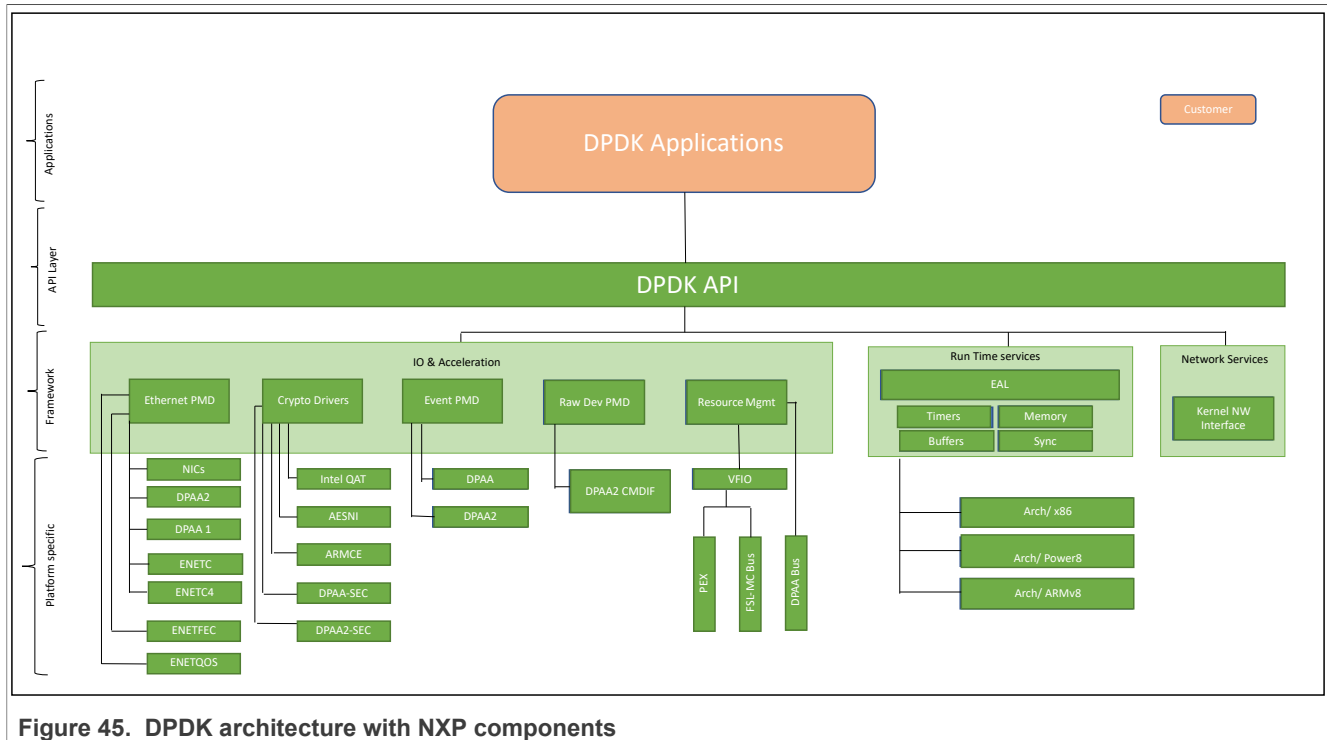 Applications
DPDK Applications
Customer
API Layer
DPDK API
Framework
IO & Acceleration
Ethernet PMD
Crypto Drivers
Event PMD
Raw Dev PMD
Resource Mgmt
Run Time services
EAL
Timers
Memory
Buffers
Sync
Network Services
Kernel NW
Interface
Platform specific
NICs
DPAA2
DPAA 1
ENETC
ENETC4
ENETFEC
ENETQOS
Intel QAT
AESNI
ARMCE
DPAA-SEC
DPAA2-SEC
DPAA
DPAA2
DPAA2 CMDIF
VFIO
PEX
FSL-MC Bus
DPAA Bus
Arch/ x86
Arch/ Power8
Arch/ ARMv8
Figure 45. DPDK architecture with NXP components